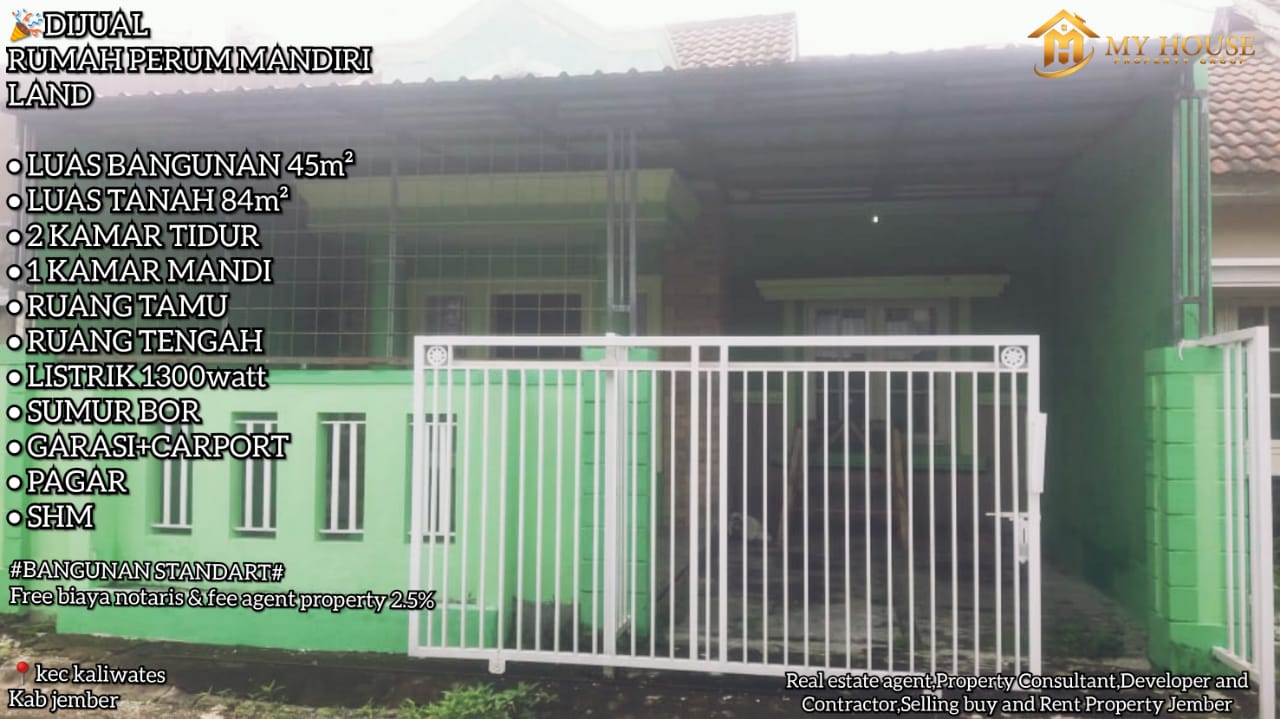 🎉DIJUAL
RUMAH PERUM MANDIRI
LAND
• LUAS BANGUNAN 45m²
• LUAS TANAH 84m²
• 2 KAMAR TIDUR
• 1 KAMAR MANDI
• RUANG TAMU
• RUANG TENGAH
• LISTRIK 1300watt
• SUMUR BOR
• GARASI+CARPORT
• PAGAR
• SHM
#BANGUNAN STANDART#
Free biaya notaris & fee agent property 2.5%
📍kec kaliwates
Kab jember
MY HOUSE
PROPERTY GROUP
Real estate agent,Property Consultant,Developer and
Contractor,Selling buy and Rent Property Jember